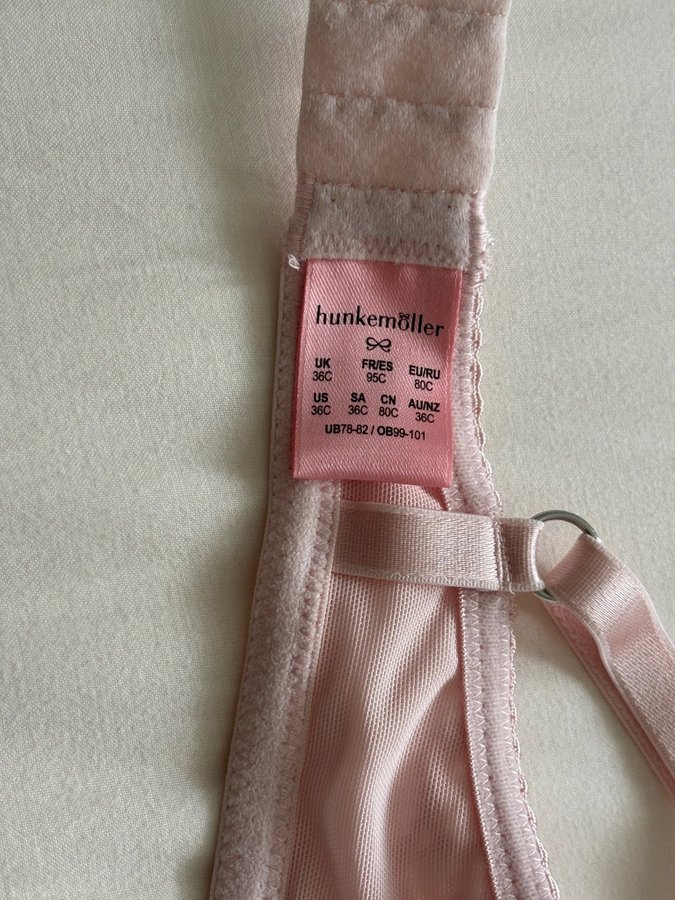 hunkemöller
UK FR/ES EU/RU
36C 95C 80C
US SA CN AU/NZ
36C 36C 80C 36C
UB78-82 / OB99-101